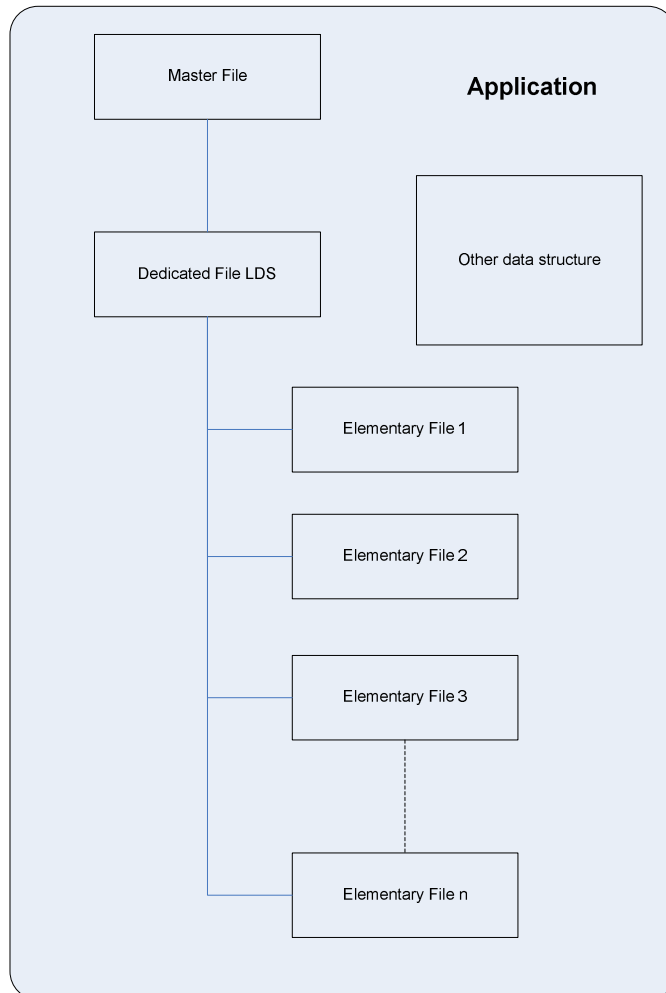 Master File
Application
Other data structure
Dedicated File LDS
Elementary File 1
Elementary File 2
Elementary File 3
Elementary File n